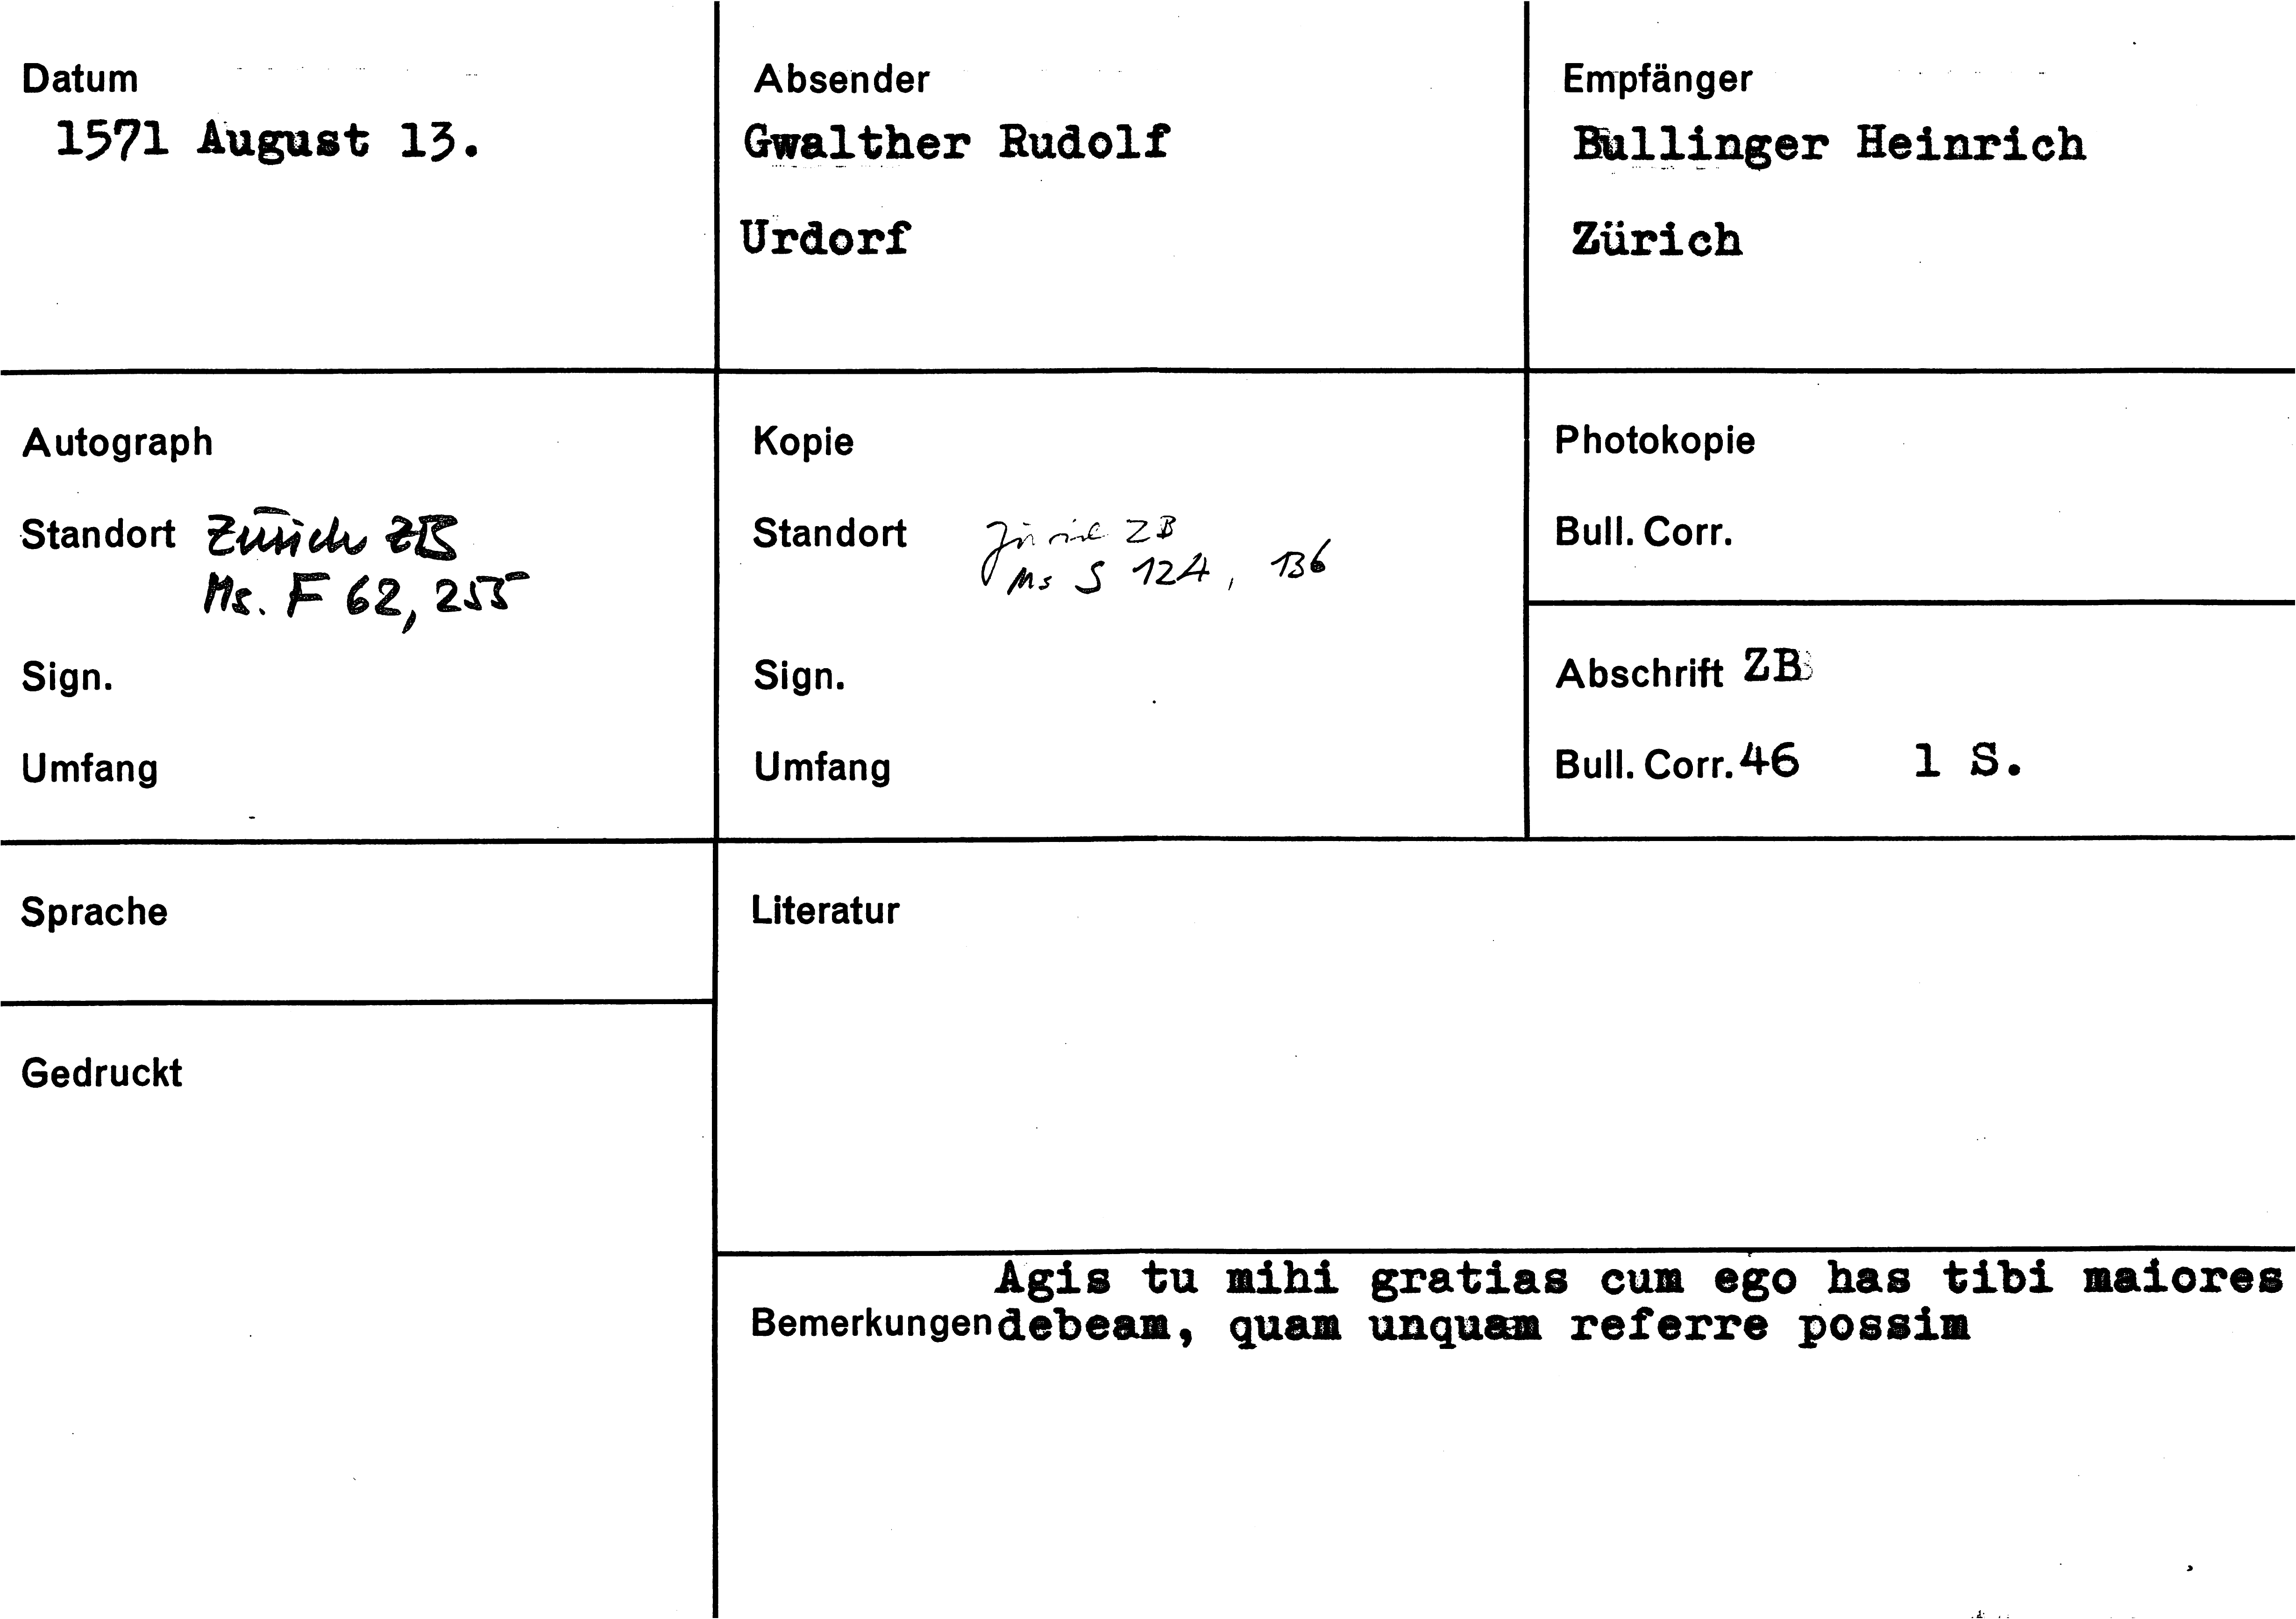 Datum
1571 August 13.
Absender
Gwalther Rudolf
Urdorf
Empfänger
Bullinger Heinrich
Zürich
Autograph
Standort Zürich ZB
Ms. F 62, 255
Sign.
Umfang
Kopie
Standort Zürich ZB
Ms S 124, 136
Sign.
Umfang
Photokopie
Bull. Corr.
Abschrift ZB
Bull. Corr. 46 1 S.
Sprache
Gedruckt
Literatur
Agis tu mihi gratias cum ego has tibi maiores
Bemerkungen debeam, quam unquam referre possim